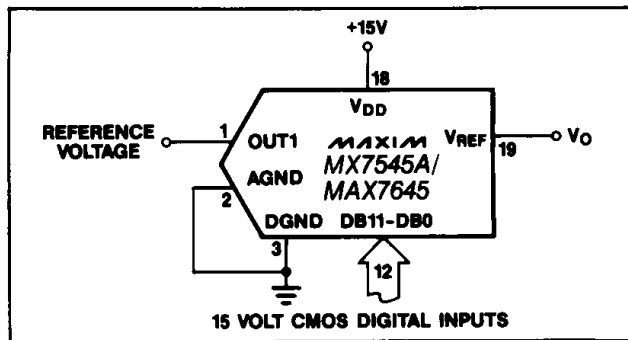 +15V
18
VDD
REFERENCE VOLTAGE
1
OUT1
MAXIM
VREF
19
VO
MX7545A/
MAX7645
AGND
2
DGND
DB11-DB0
3
12
15 VOLT CMOS DIGITAL INPUTS